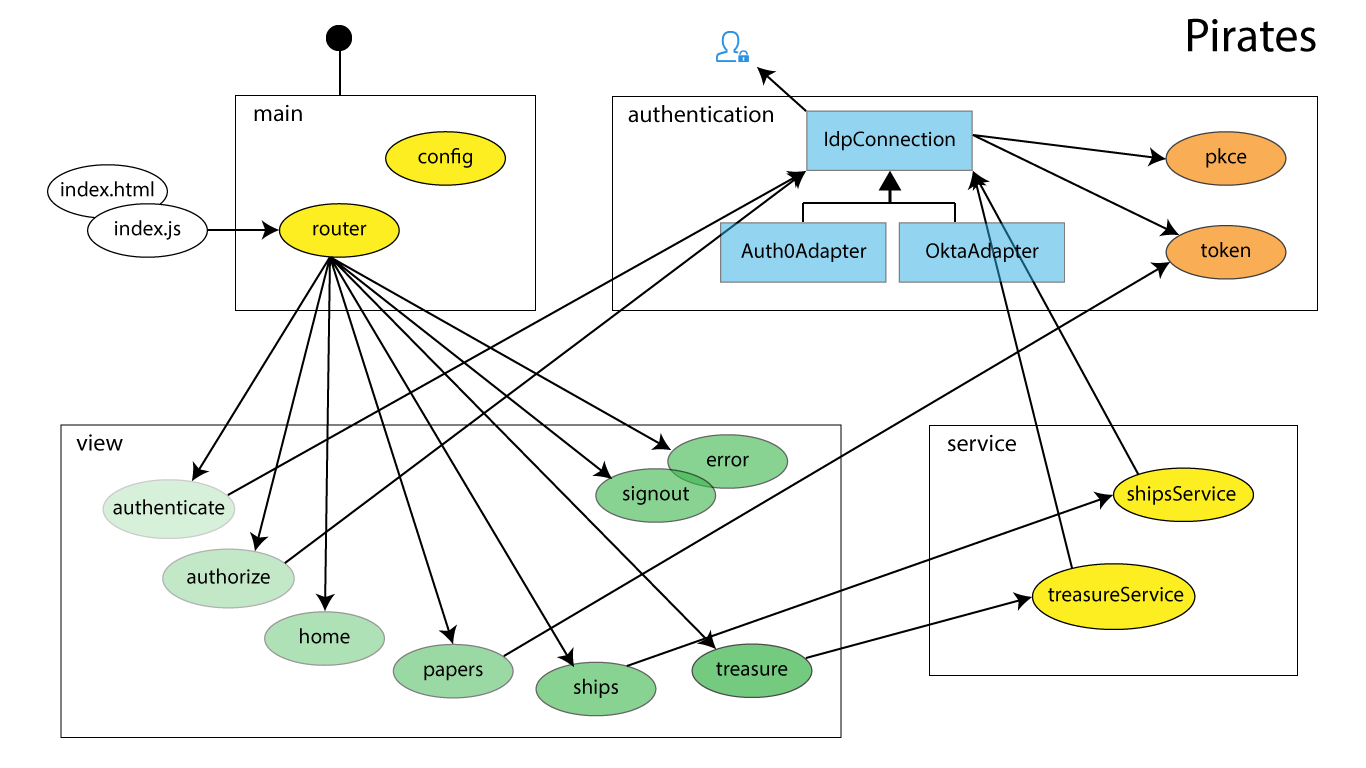 Pirates
main
config
index.html
index.js
router
authentication
IdpConnection
pkce
Auth0Adapter
OktaAdapter
token
view
error
signout
authenticate
authorize
home
papers
ships
treasure
service
shipsService
treasureService